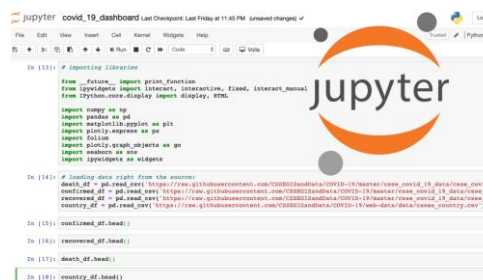 jupyter covid_19_dashboard Last Checkpoint: Last Friday at 11:45 PM (unsaved changes)
File Edit View Insert Cell Kernel Widgets Help
Trusted Python
Run Code Voila
jupyter
In [13]: # importing libraries
from __future__ import print_function
from ipywidgets import interact, interactive, fixed, interact_manual
from IPython.core.display import display, HTML
import numpy as np
import pandas as pd
import matplotlib.pyplot as plt
import plotly.express as px
import folium
import plotly.graph_objects as go
import seaborn as sns
import ipywidgets as widgets
In [14]: # loading data right from the source:
death_df = pd.read_csv('https://raw.githubusercontent.com/CSSEGISandData/COVID-19/master/csse_covid_19_data/csse_cov
confirmed_df = pd.read_csv('https://raw.githubusercontent.com/CSSEGISandData/COVID-19/master/csse_covid_19_data/csse
recovered_df = pd.read_csv('https://raw.githubusercontent.com/CSSEGISandData/COVID-19/master/csse_covid_19_data/csse
country_df = pd.read_csv('https://raw.githubusercontent.com/CSSEGISandData/COVID-19/web-data/data/cases_country.csv'
In [15]: confirmed_df.head()
In [16]: recovered_df.head()
In [17]: death_df.head()
In [18]: country_df.head()